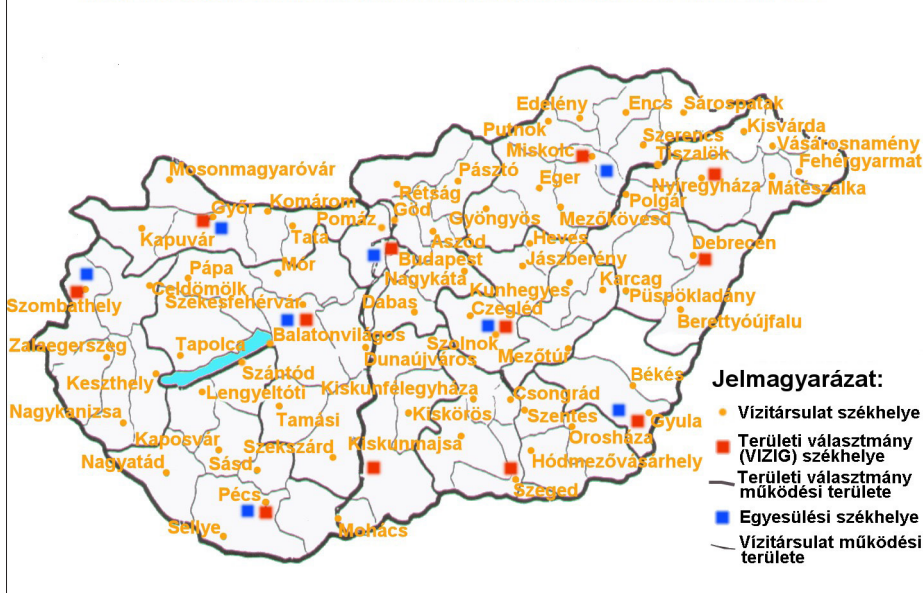 Edelény
Encs
Sárospatak
Putnok
Kisvárda
Szerencs
Vásárosnamény
Miskolc
Tiszalök
Fehérgyarmat
Mosonmagyaróvár
Pásztó
Eger
Nyíregyháza
Mátészalka
Rétság
Polgár
Győr
Komárom
Pomáz
Göd
Gyöngyös
Mezőkövesd
Kapuvár
Tata
Aszód
Heves
Debrecen
Budapest
Jászberény
Pápa
Mór
Nagykáta
Karcag
Celldömölk
Kunhegyes
Püspökladány
Szombathely
Székesfehérvár
Dabas
Czegléd
Berettyóújfalu
Zalaegerszeg
Tapolca
Balatonvilágos
Szolnok
Mezőtúr
Dunaújváros
Keszthely
Szántód
Békés
Lengyeltóti
Kiskunfélegyháza
Csongrád
Nagykanizsa
Tamási
Kiskörös
Szentes
Gyula
Kaposvár
Szekszárd
Kiskunmajsa
Orosháza
Nagyatád
Sásd
Hódmezővásárhely
Pécs
Szeged
Sellye
Mohács
Jelmagyarázat:
Vízitársulat székhelye
Területi választmány
(VIZIG) székhelye
Területi választmány
működési területe
Egyesülési székhelye
Vízitársulat működési
területe